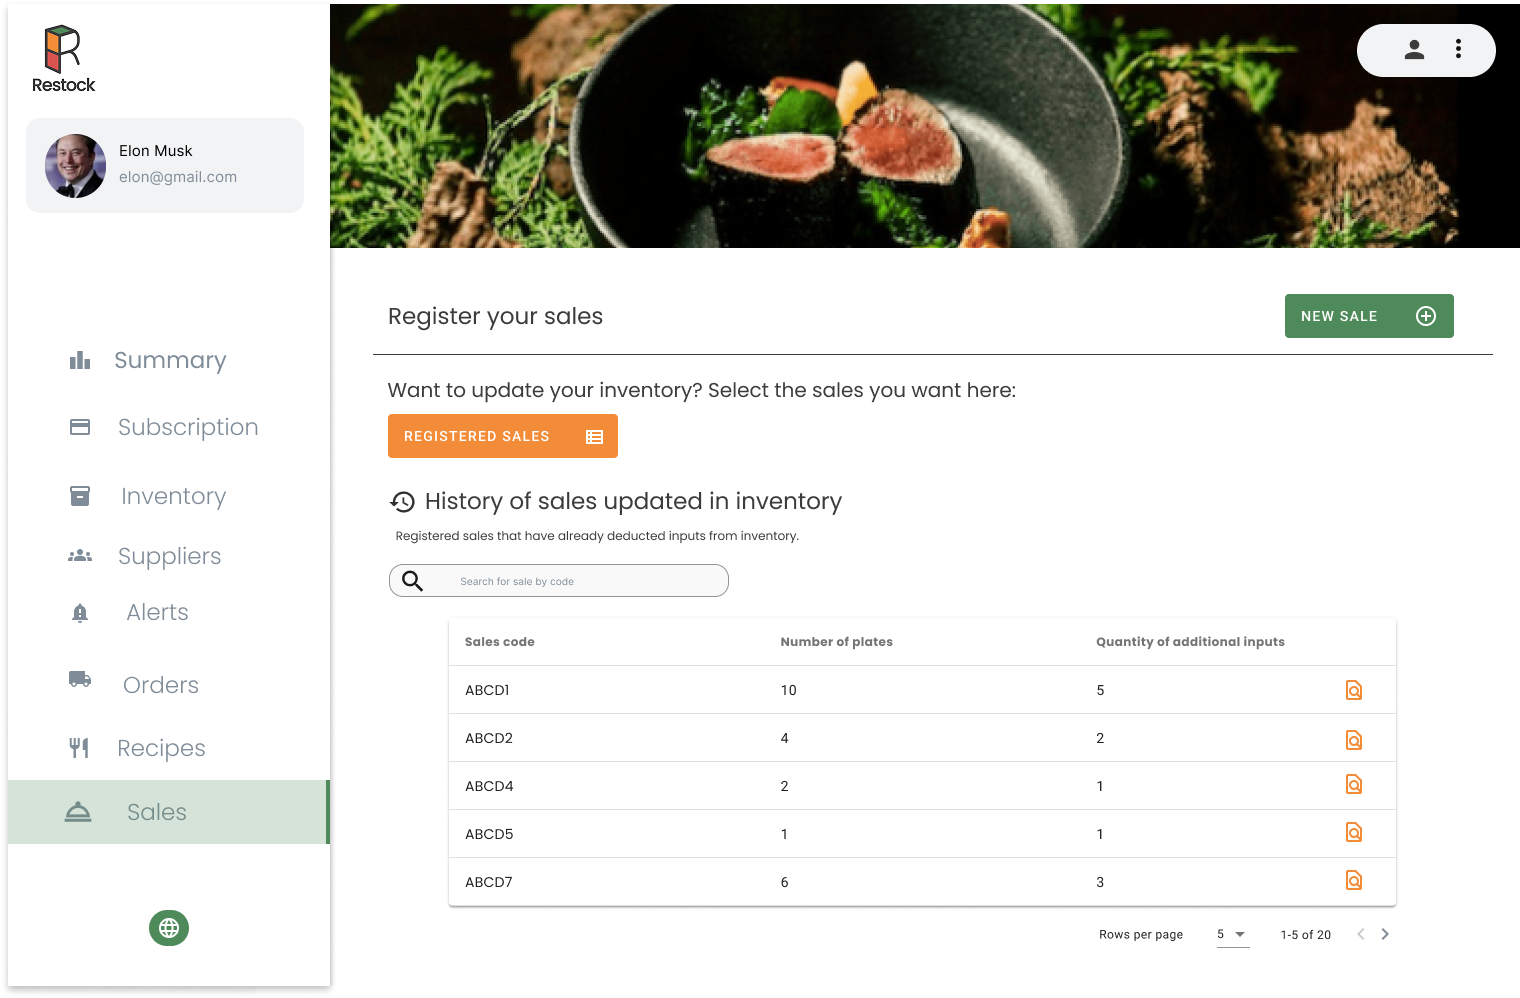 Restock
Elon Musk
elon@gmail.com
Summary
Subscription
Inventory
Suppliers
Alerts
Orders
Recipes
Sales
Register your sales
NEW SALE
Want to update your inventory? Select the sales you want here:
REGISTERED SALES
History of sales updated in inventory
Registered sales that have already deducted inputs from inventory.
Search for sale by code
Sales code Number of plates Quantity of additional inputs
ABCD1 10 5
ABCD2 4 2
ABCD4 2 1
ABCD5 1 1
ABCD7 6 3
Rows per page 5 1-5 of 20